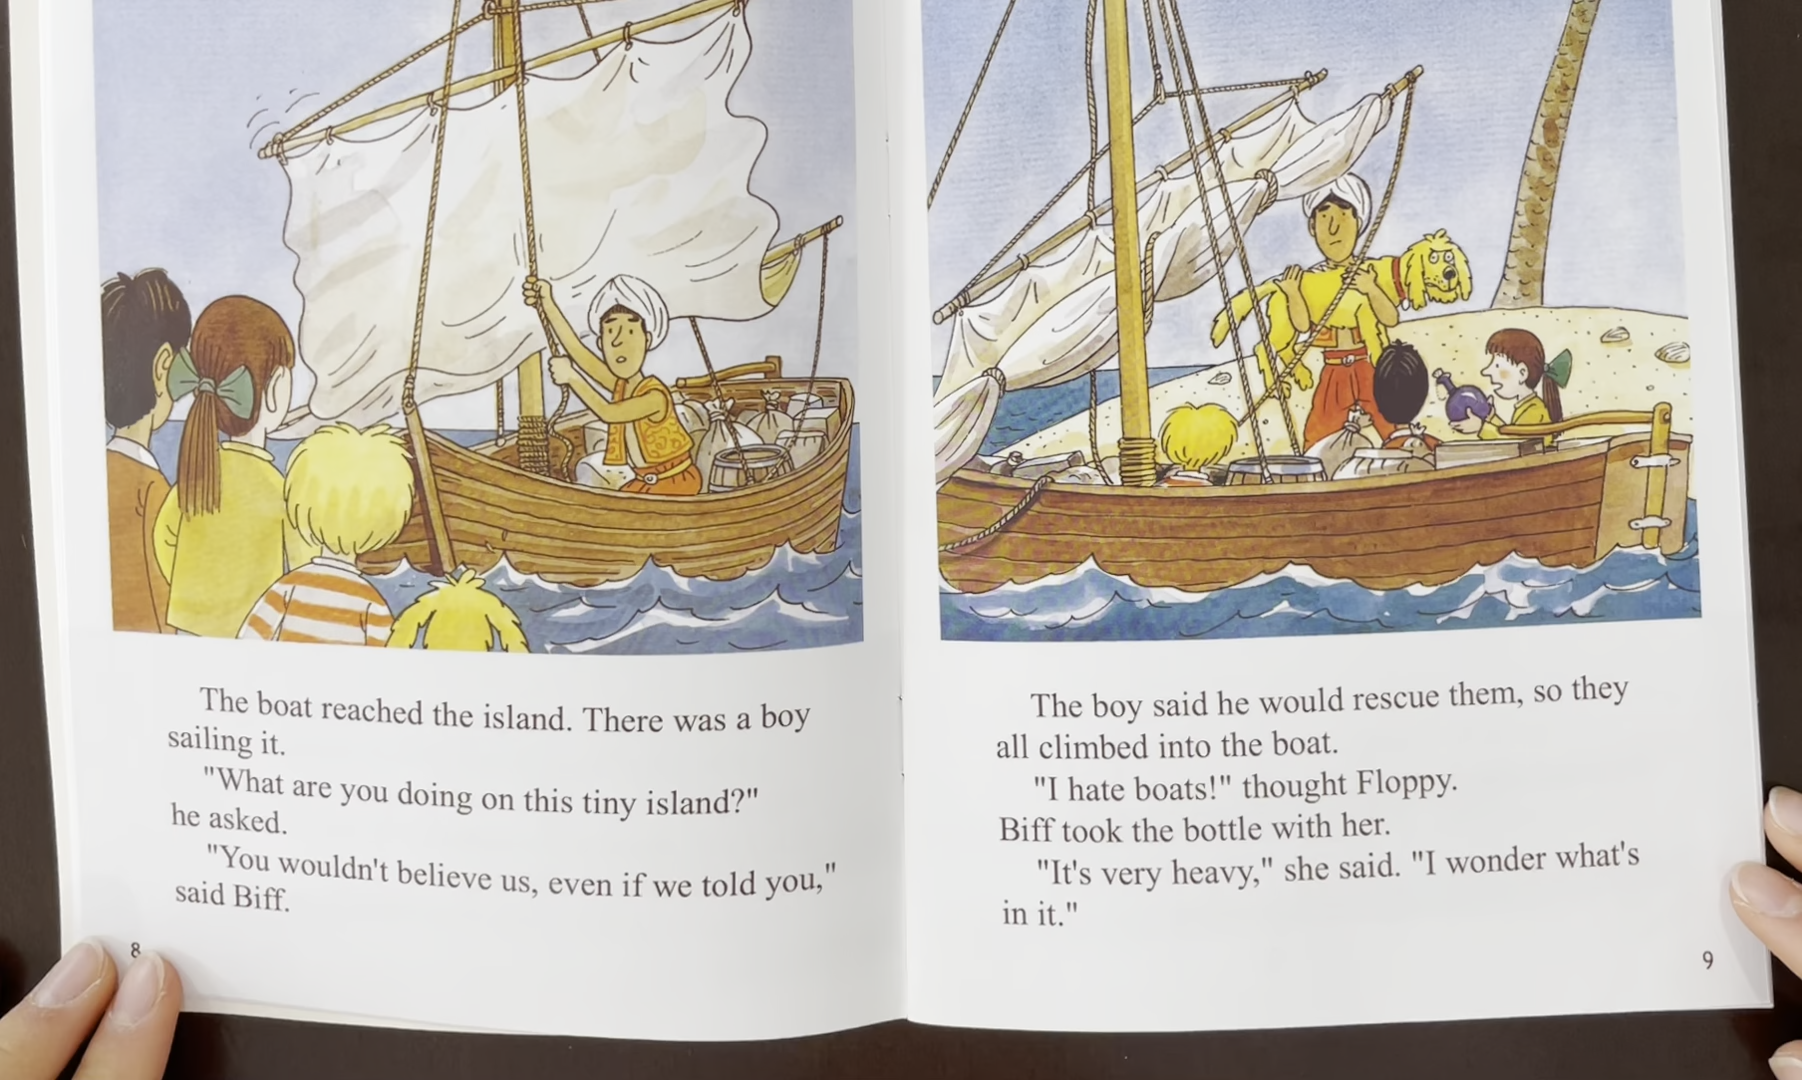 The boat reached the island. There was a boy
sailing it.
"What are you doing on this tiny island?"
he asked.
"You wouldn't believe us, even if we told you,"
said Biff.
8
The boy said he would rescue them, so they
all climbed into the boat.
"I hate boats!" thought Floppy.
Biff took the bottle with her.
"It's very heavy," she said. "I wonder what's
in it."
9